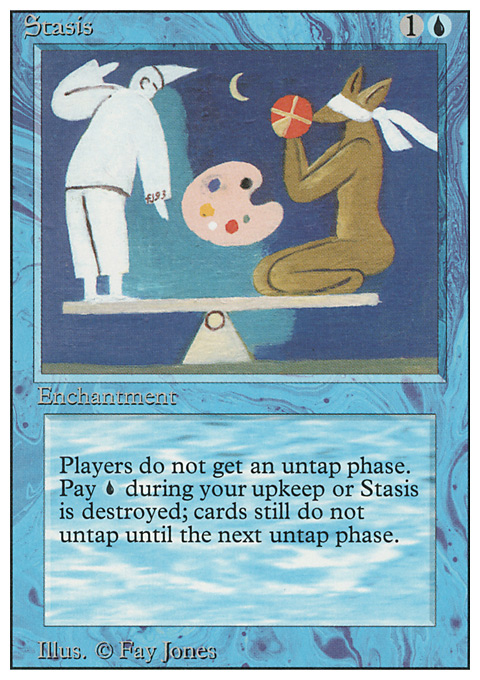 Stasis 1
Enchantment
Players do not get an untap phase.
Pay during your upkeep or Stasis
is destroyed; cards still do not
untap until the next untap phase.
Illus. © Fay Jones